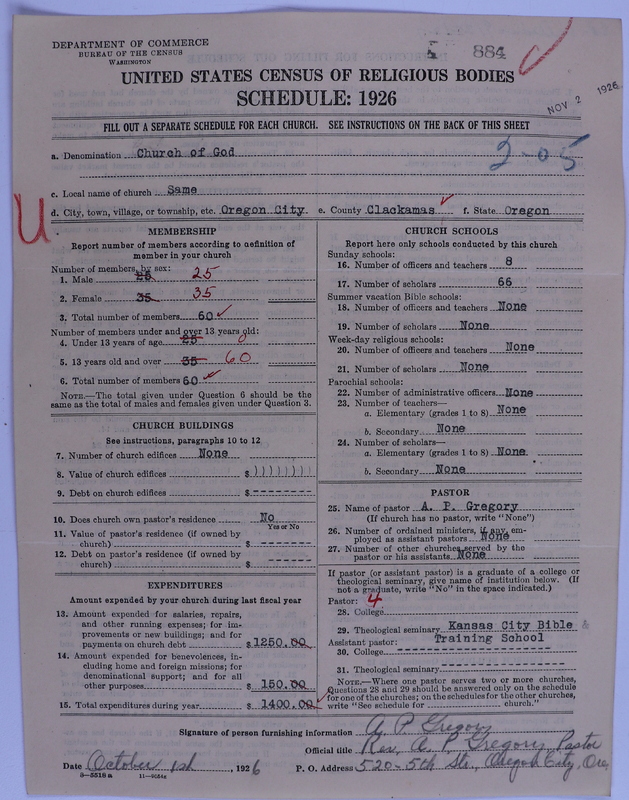 DEPARTMENT OF COMMERCE
BUREAU OF THE CENSUS
WASHINGTON
884
UNITED STATES CENSUS OF RELIGIOUS BODIES
SCHEDULE: 1926
NOV 2 1926
FILL OUT A SEPARATE SCHEDULE FOR EACH CHURCH. SEE INSTRUCTIONS ON THE BACK OF THIS SHEET
a. Denomination Church of God
2-05
c. Local name of church Same
d. City, town, village, or township, etc. Oregon City e. County Clackamas f. State Oregon
U
MEMBERSHIP
Report number of members according to definition of
member in your church
Number of members, by sex:
1. Male 25 25
2. Female 35 35
3. Total number of members 60
Number of members under and over 13 years old:
4. Under 13 years of age 25 0
5. 13 years old and over 35 60
6. Total number of members 60
NOTE.—The total given under Question 6 should be the
same as the total of males and females given under Question 3.
CHURCH BUILDINGS
See instructions, paragraphs 10 to 12
7. Number of church edifices None
8. Value of church edifices $ ))))))))
9. Debt on church edifices $ --------
10. Does church own pastor's residence No
Yes or No
11. Value of pastor's residence (if owned by
church) $ ------
12. Debt on pastor's residence (if owned by
church) $ ------
EXPENDITURES
Amount expended by your church during last fiscal year
13. Amount expended for salaries, repairs,
and other running expenses; for im-
provements or new buildings; and for
payments on church debt $ 1250.00
14. Amount expended for benevolences, in-
cluding home and foreign missions; for
denominational support; and for all
other purposes $ 150.00
15. Total expenditures during year $ 1400.00
CHURCH SCHOOLS
Report here only schools conducted by this church
Sunday schools:
16. Number of officers and teachers 8
17. Number of scholars 66
Summer vacation Bible schools:
18. Number of officers and teachers None
19. Number of scholars None
Week-day religious schools:
20. Number of officers and teachers None
21. Number of scholars None
Parochial schools:
22. Number of administrative officers None
23. Number of teachers—
a. Elementary (grades 1 to 8) None
b. Secondary None
24. Number of scholars—
a. Elementary (grades 1 to 8) None
b. Secondary None
PASTOR
25. Name of pastor A. P. Gregory
(If church has no pastor, write "None")
26. Number of ordained ministers, if any, em-
ployed as assistant pastors None
27. Number of other churches served by the
pastor or his assistants None
If pastor (or assistant pastor) is a graduate of a college or
theological seminary, give name of institution below. (If
not a graduate, write "No" in the space indicated.)
Pastor: 4
28. College
29. Theological seminary Kansas City Bible &
Assistant pastor: Training School
30. College --------------------
31. Theological seminary --------------
NOTE.—Where one pastor serves two or more churches,
Questions 28 and 29 should be answered only on the schedule
for one of the churches; on the schedules for the other churches,
write "See schedule for church."
Signature of person furnishing information A. P. Gregory
Official title Rev. A. P. Gregory, Pastor
Date October 1st, 1926 P. O. Address 520-5th St., Oregon City, Ore.
8—5518a 11—9054a